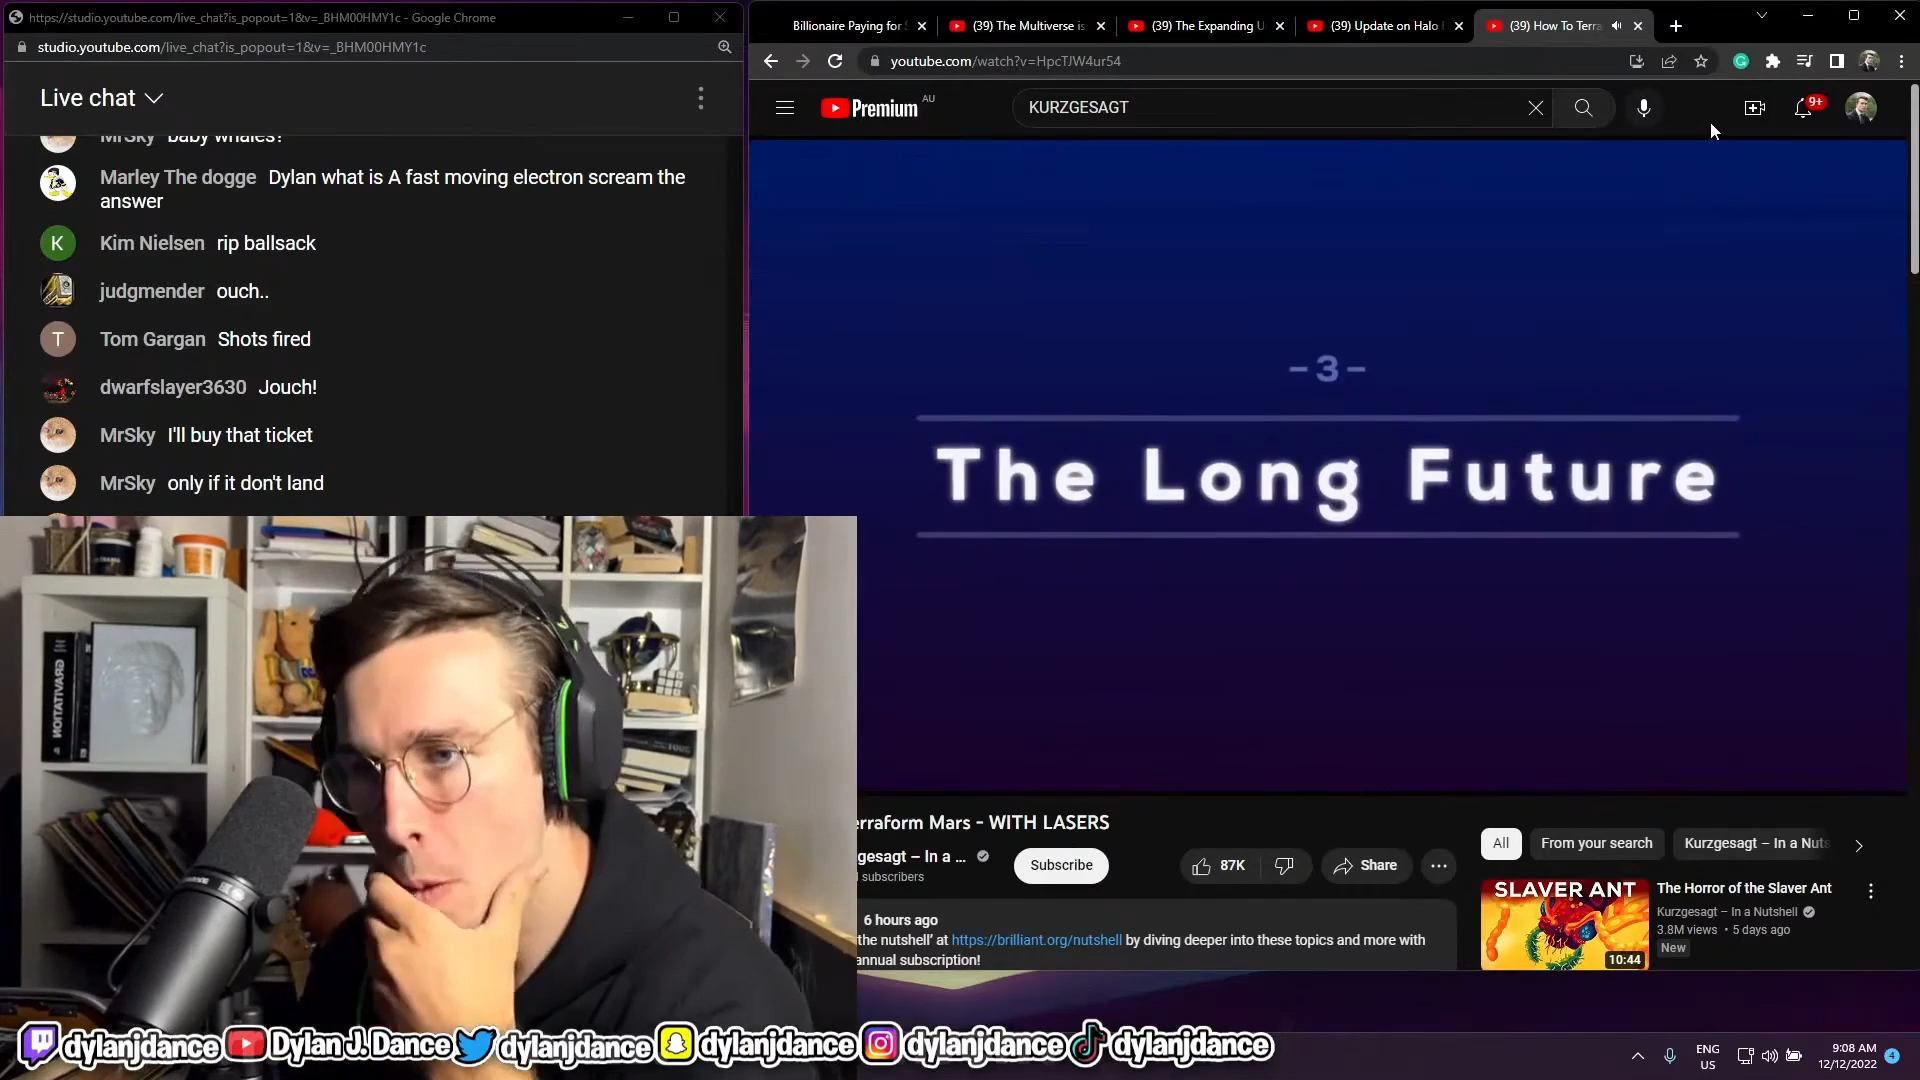 https://studio.youtube.com/live_chat?is_popout=1&v=_BHM00HMY1c - Google Chrome
studio.youtube.com/live_chat?is_popout=1&v=_BHM00HMY1c
Live chat
MrSky baby whales?
Marley The dogge Dylan what is A fast moving electron scream the
answer
K Kim Nielsen rip ballsack
judgmender ouch..
T Tom Gargan Shots fired
dwarfslayer3630 Jouch!
MrSky I'll buy that ticket
MrSky only if it don't land
Billionaire Paying for
(39) The Multiverse is
(39) The Expanding U
(39) Update on Halo
(39) How To Terra
youtube.com/watch?v=HpcTJW4ur54
Premium AU
KURZGESAGT
9+
-3-
The Long Future
erraform Mars - WITH LASERS
gesagt – In a ...
subscribers
Subscribe
87K
Share
6 hours ago
the nutshell' at https://brilliant.org/nutshell by diving deeper into these topics and more with
annual subscription!
All
From your search
Kurzgesagt – In a Nuts
SLAVER ANT
10:44
The Horror of the Slaver Ant
Kurzgesagt – In a Nutshell
3.8M views • 5 days ago
New
GRAVITATION
dylanjdance
Dylan J. Dance
dylanjdance
dylanjdance
dylanjdance
dylanjdance
ENG
US
9:08 AM
12/12/2022
4